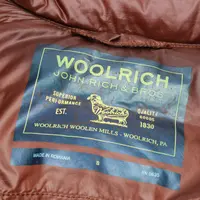 WOOLRICH
JOHN RICH & BROS.
SUPERIOR PERFORMANCE
QUALITY GOODS
Woolrich
EST. 1830
WOOLRICH WOOLEN MILLS - WOOLRICH, PA
MADE IN ROMANIA
S